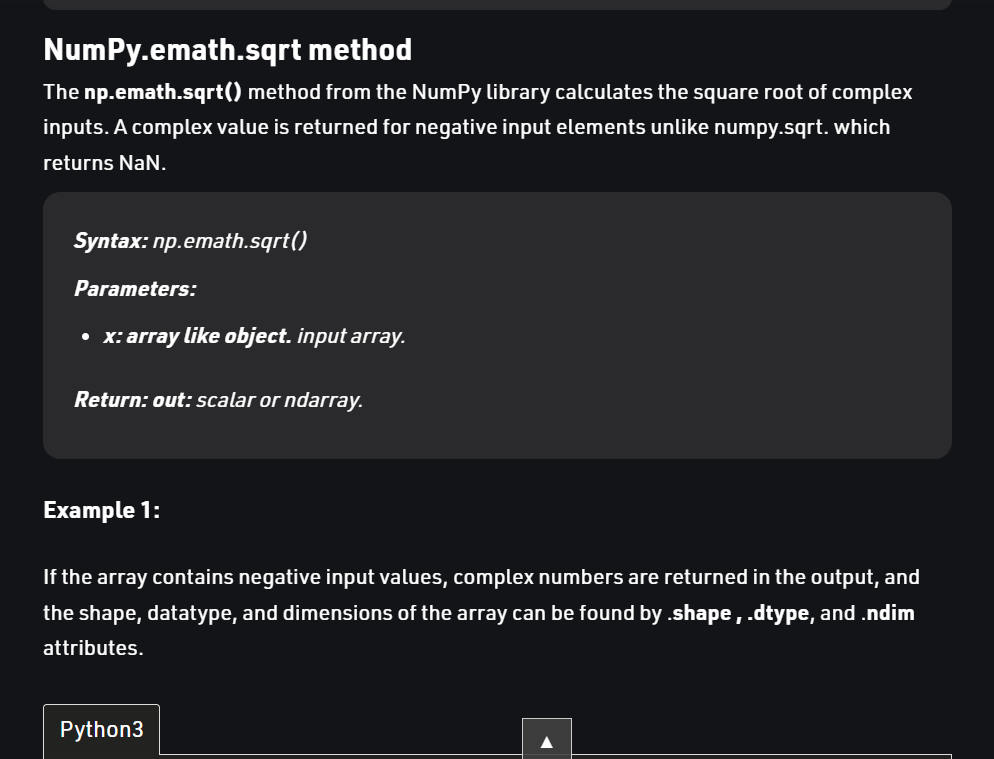 NumPy.emath.sqrt method
The np.emath.sqrt() method from the NumPy library calculates the square root of complex
inputs. A complex value is returned for negative input elements unlike numpy.sqrt. which
returns NaN.
Syntax: np.emath.sqrt()
Parameters:
• x: array like object. input array.
Return: out: scalar or ndarray.
Example 1:
If the array contains negative input values, complex numbers are returned in the output, and
the shape, datatype, and dimensions of the array can be found by .shape , .dtype, and .ndim
attributes.
Python3
▲